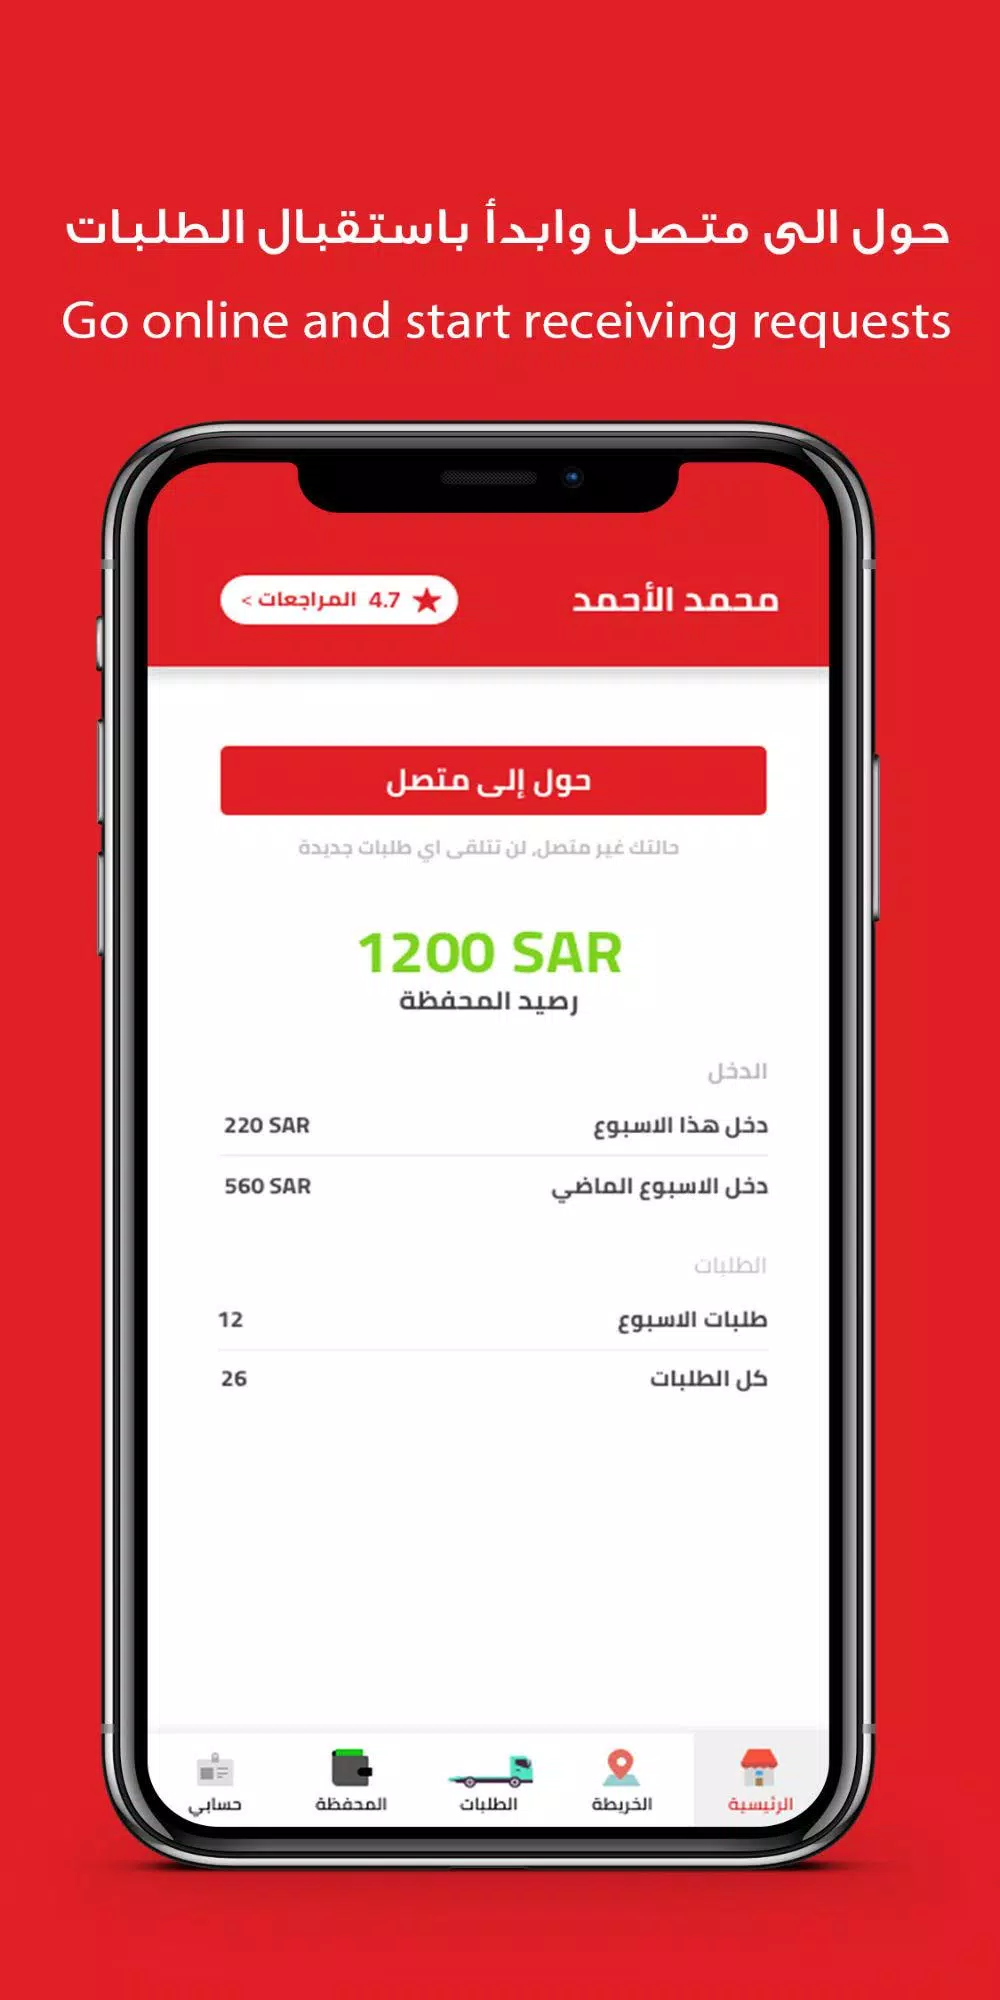 حول الى متصل وابدأ باستقبال الطلبات
Go online and start receiving requests
محمد الأحمد
★ 4.7 المراجعات >
حول إلى متصل
حالتك غير متصل, لن تتلقى اي طلبات جديدة
1200 SAR
رصيد المحفظة
الدخل
دخل هذا الاسبوع 220 SAR
دخل الاسبوع الماضي 560 SAR
الطلبات
طلبات الاسبوع 12
كل الطلبات 26
الرئيسية الخريطة الطلبات المحفظة حسابي